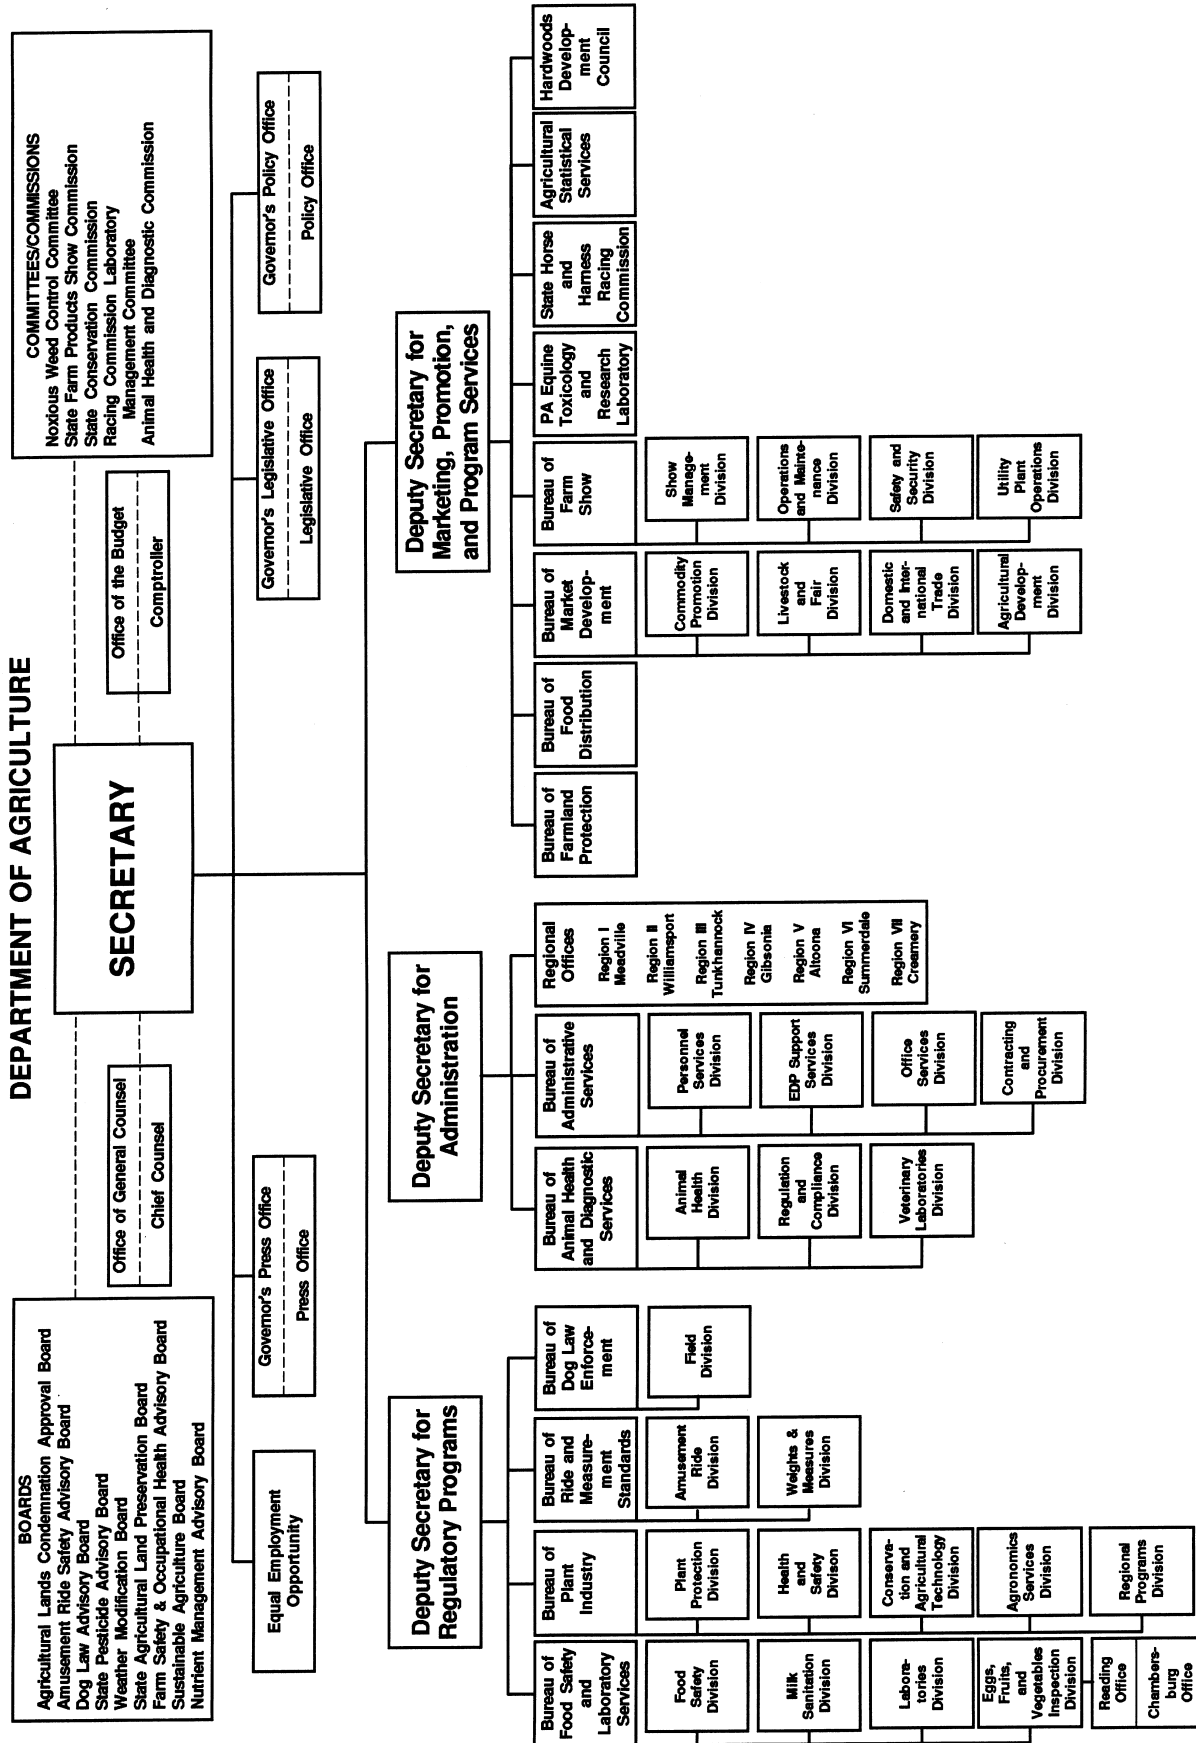 DEPARTMENT OF AGRICULTURE
BOARDS
Agricultural Lands Condemnation Approval Board
Amusement Ride Safety Advisory Board
Dog Law Advisory Board
State Pesticide Advisory Board
Weather Modification Board
State Agricultural Land Preservation Board
Farm Safety & Occupational Health Advisory Board
Sustainable Agriculture Board
Nutrient Management Advisory Board
SECRETARY
COMMITTEES/COMMISSIONS
Noxious Weed Control Committee
State Farm Products Show Commission
State Conservation Commission
Racing Commission Laboratory
Management Committee
Animal Health and Diagnostic Commission
Office of General Counsel
Chief Counsel
Office of the Budget
Comptroller
Equal Employment
Opportunity
Governor's Press Office
Press Office
Governor's Legislative Office
Legislative Office
Governor's Policy Office
Policy Office
Deputy Secretary for
Regulatory Programs
Deputy Secretary for
Administration
Deputy Secretary for
Marketing, Promotion,
and Program Services
Bureau of
Food Safety
and
Laboratory
Services
Food
Safety
Division
Milk
Sanitation
Division
Labora-
tories
Division
Eggs,
Fruits,
and
Vegetables
Inspection
Division
Reading
Office
Chambers-
burg
Office
Bureau of
Plant
Industry
Plant
Protection
Division
Health
and
Safety
Divison
Conserva-
tion and
Agricultural
Technology
Division
Agronomics
Services
Division
Regional
Programs
Division
Bureau of
Ride and
Measure-
ment
Standards
Amusement
Ride
Division
Weights &
Measures
Division
Bureau of
Dog Law
Enforce-
ment
Field
Division
Bureau of
Animal Health
and Diagnostic
Services
Animal
Health
Division
Regulation
and
Compliance
Division
Veterinary
Laboratories
Division
Bureau of
Administrative
Services
Personnel
Services
Division
EDP Support
Services
Division
Office
Services
Division
Contracting
and
Procurement
Division
Regional
Offices
Region I
Meadville
Region II
Williamsport
Region III
Tunkhannock
Region IV
Gibsonia
Region V
Altoona
Region VI
Summerdale
Region VII
Creamery
Bureau of
Farmland
Protection
Bureau of
Food
Distribution
Bureau of
Market
Develop-
ment
Commodity
Promotion
Division
Livestock
and
Fair
Division
Domestic
and Inter-
national
Trade
Division
Agricultural
Develop-
ment
Division
Bureau of
Farm
Show
Show
Manage-
ment
Division
Operations
and Mainte-
nance
Division
Safety and
Security
Division
Utility
Plant
Operations
Division
PA Equine
Toxicology
and
Research
Laboratory
State Horse
and
Harness
Racing
Commission
Agricultural
Statistical
Services
Hardwoods
Develop-
ment
Council